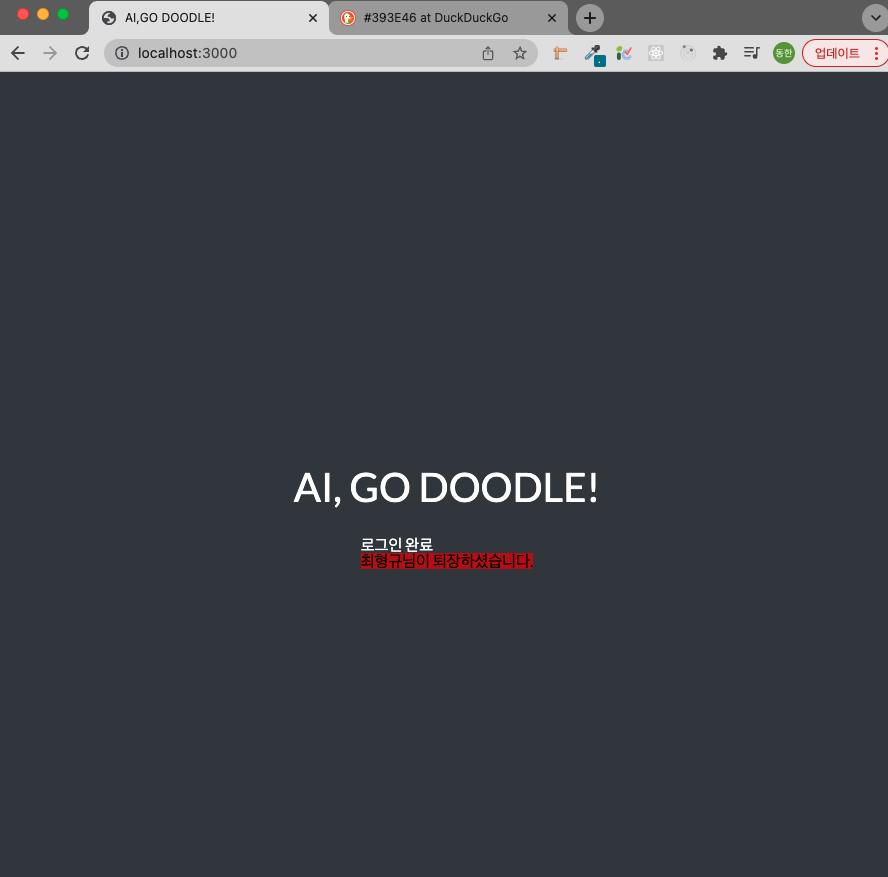 AI,GO DOODLE!
#393E46 at DuckDuckGo
localhost:3000
동한
업데이트
AI, GO DOODLE!
로그인 완료
최형규님이 퇴장하셨습니다.